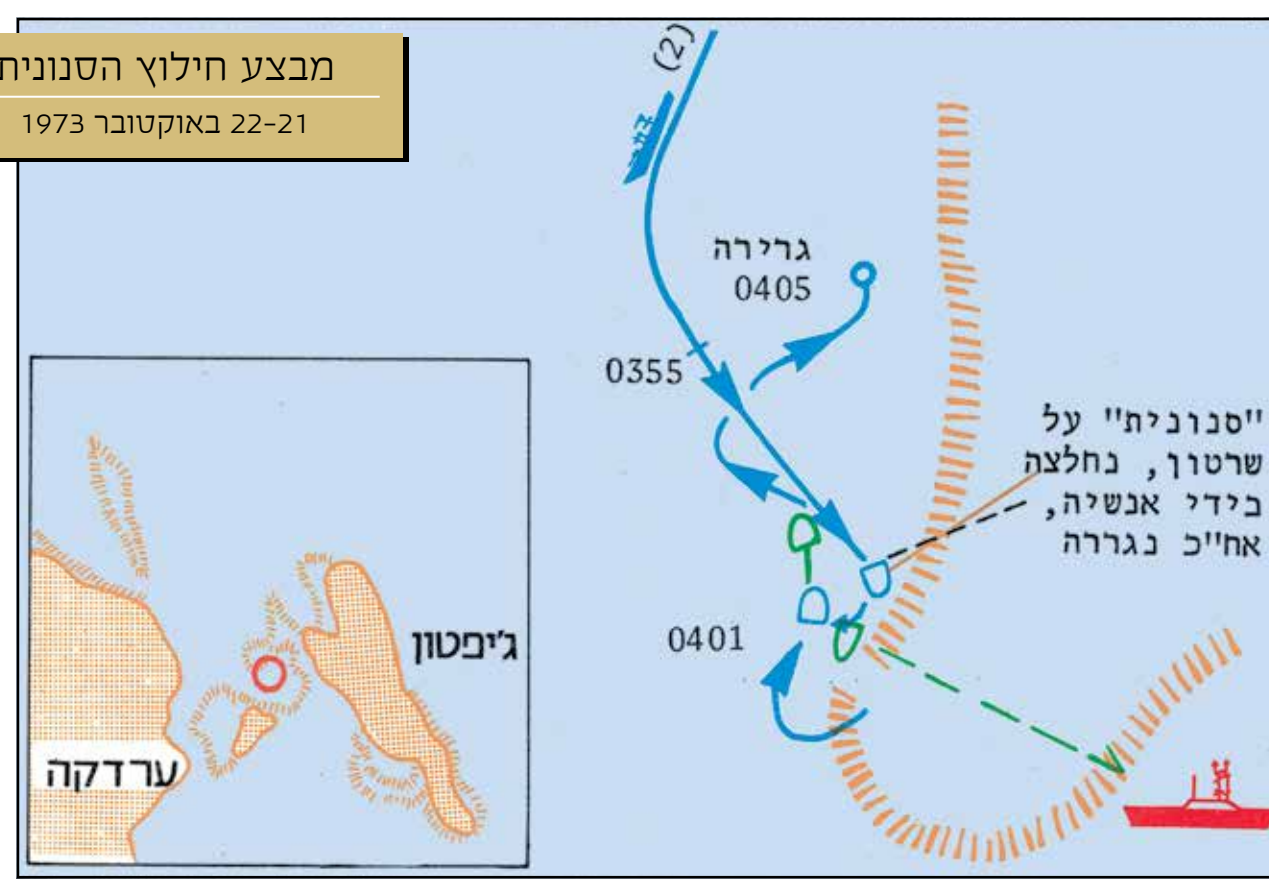 מבצע חילוץ הסנונית
22-21 באוקטובר 1973
(2)
גרירה
0405
0355
"סנונית" על
שרטון, נחלצה
בידי אנשיה,
אח"כ נגררה
0401
ג'יפטון
ערדקה